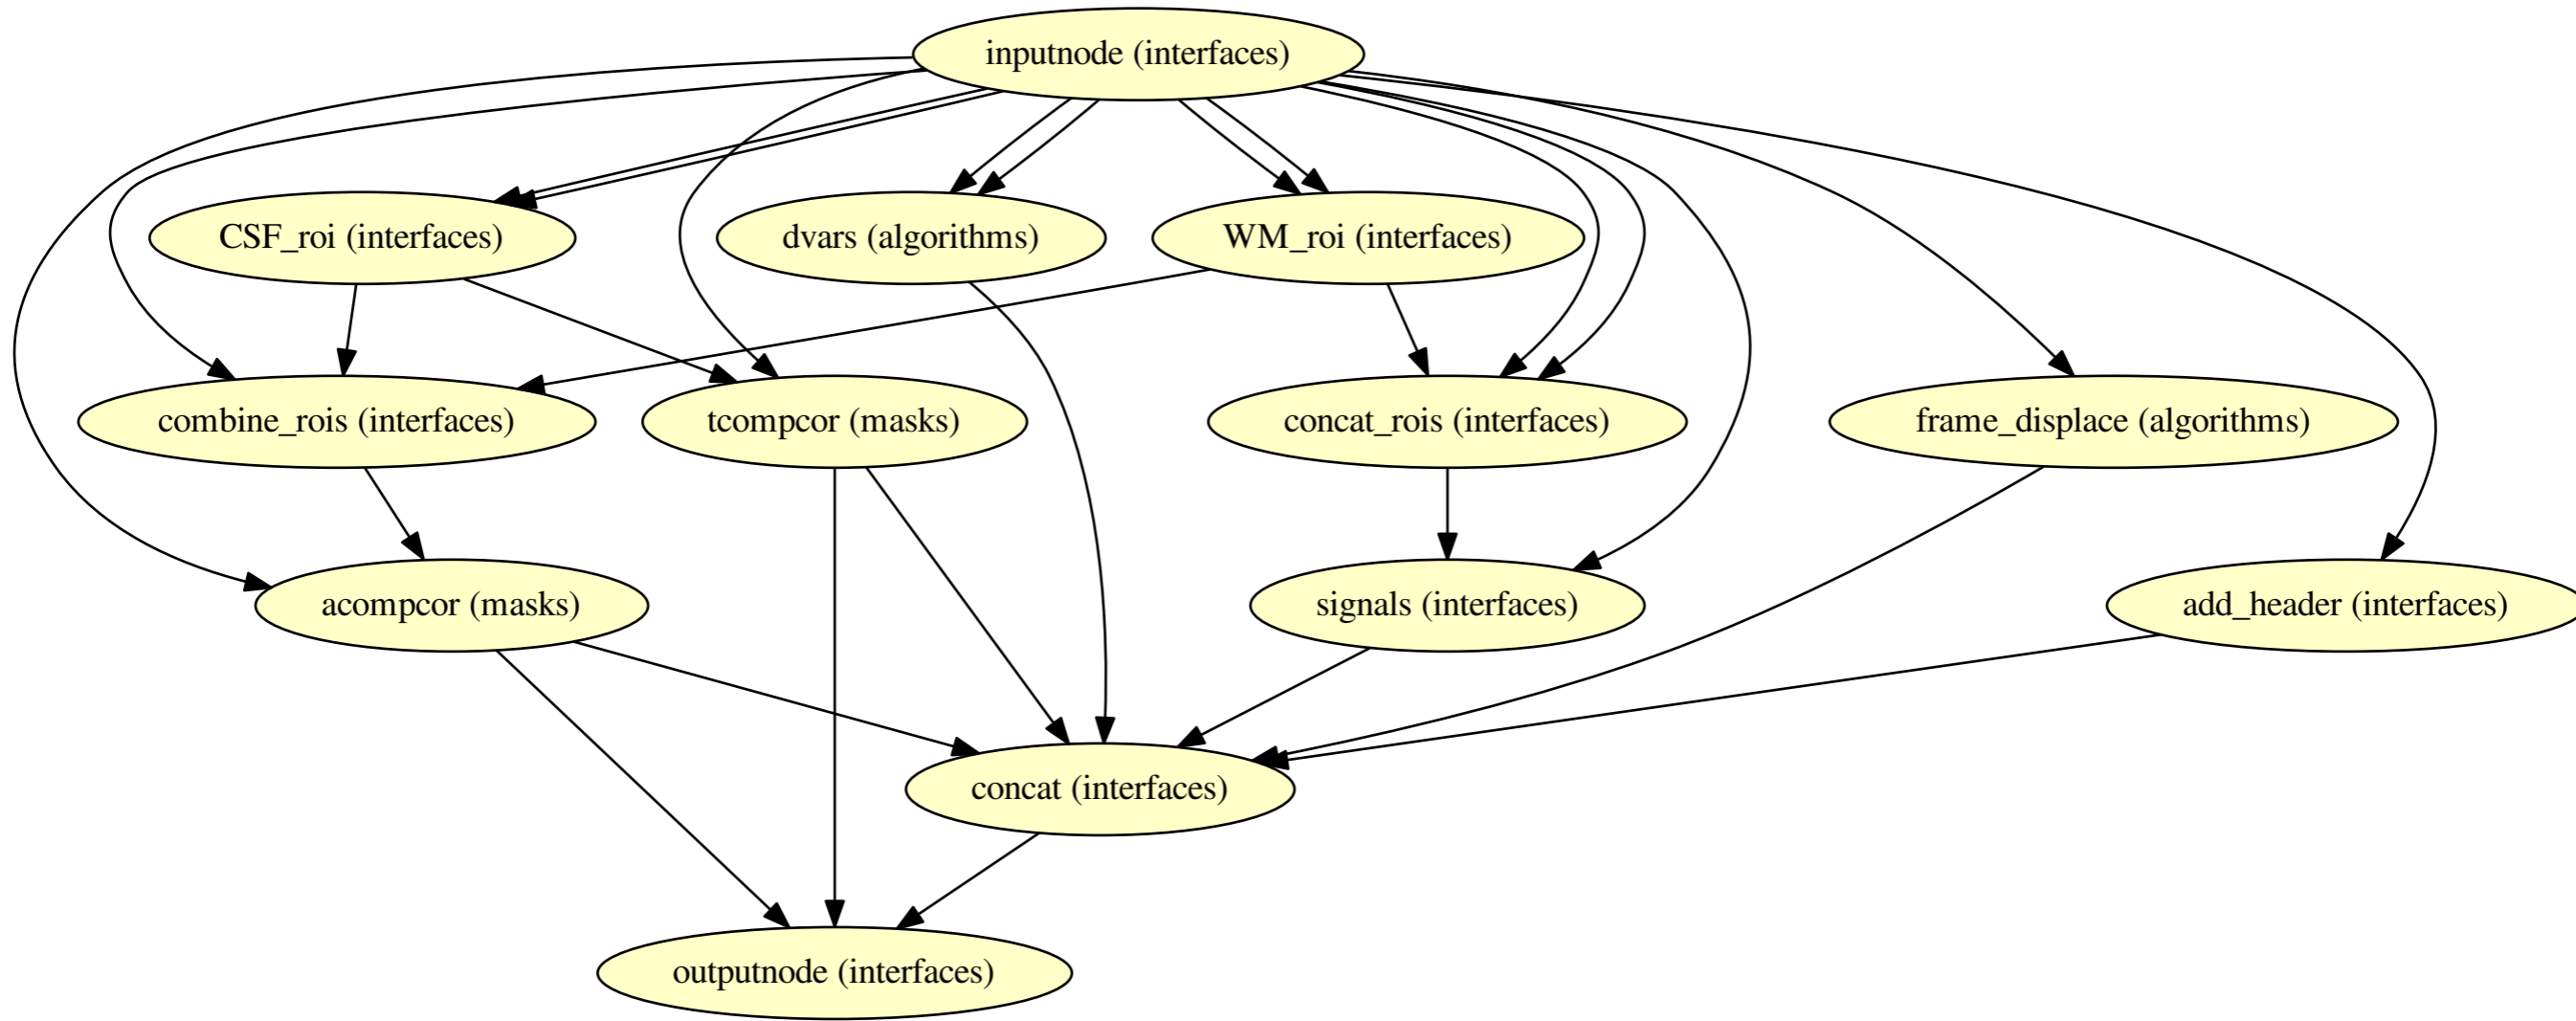 inputnode (interfaces)
CSF_roi (interfaces)
dvars (algorithms)
WM_roi (interfaces)
combine_rois (interfaces)
tcompcor (masks)
concat_rois (interfaces)
frame_displace (algorithms)
acompcor (masks)
signals (interfaces)
add_header (interfaces)
concat (interfaces)
outputnode (interfaces)